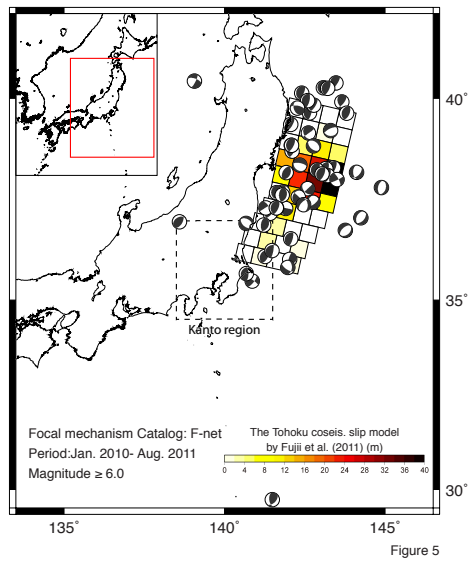 40°
35°
Kanto region
Focal mechanism Catalog: F-net
Period:Jan. 2010- Aug. 2011
Magnitude ≥ 6.0
The Tohoku coseis. slip model
by Fujii et al. (2011) (m)
0 4 8 12 16 20 24 28 32 36 40
30°
135° 140° 145°
Figure 5